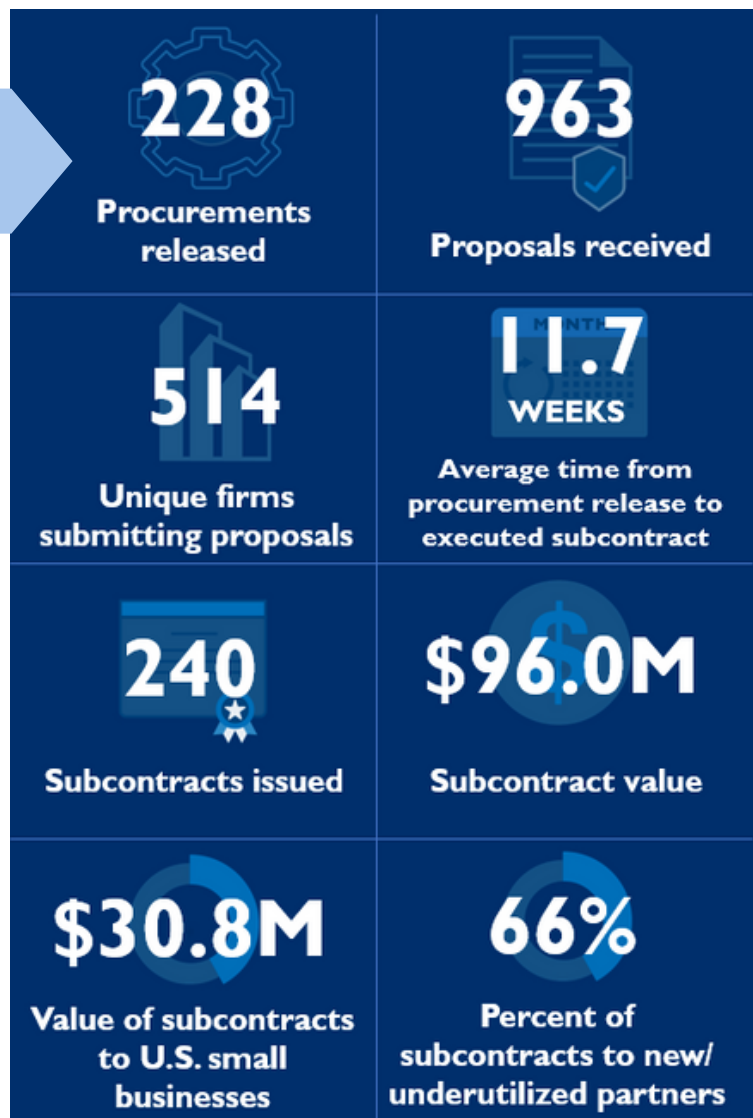 228
Procurements
released
963
Proposals received
514
Unique firms
submitting proposals
MONTH
11.7
WEEKS
Average time from
procurement release to
executed subcontract
240
Subcontracts issued
$96.0M
Subcontract value
$30.8M
Value of subcontracts
to U.S. small
businesses
66%
Percent of
subcontracts to new/
underutilized partners